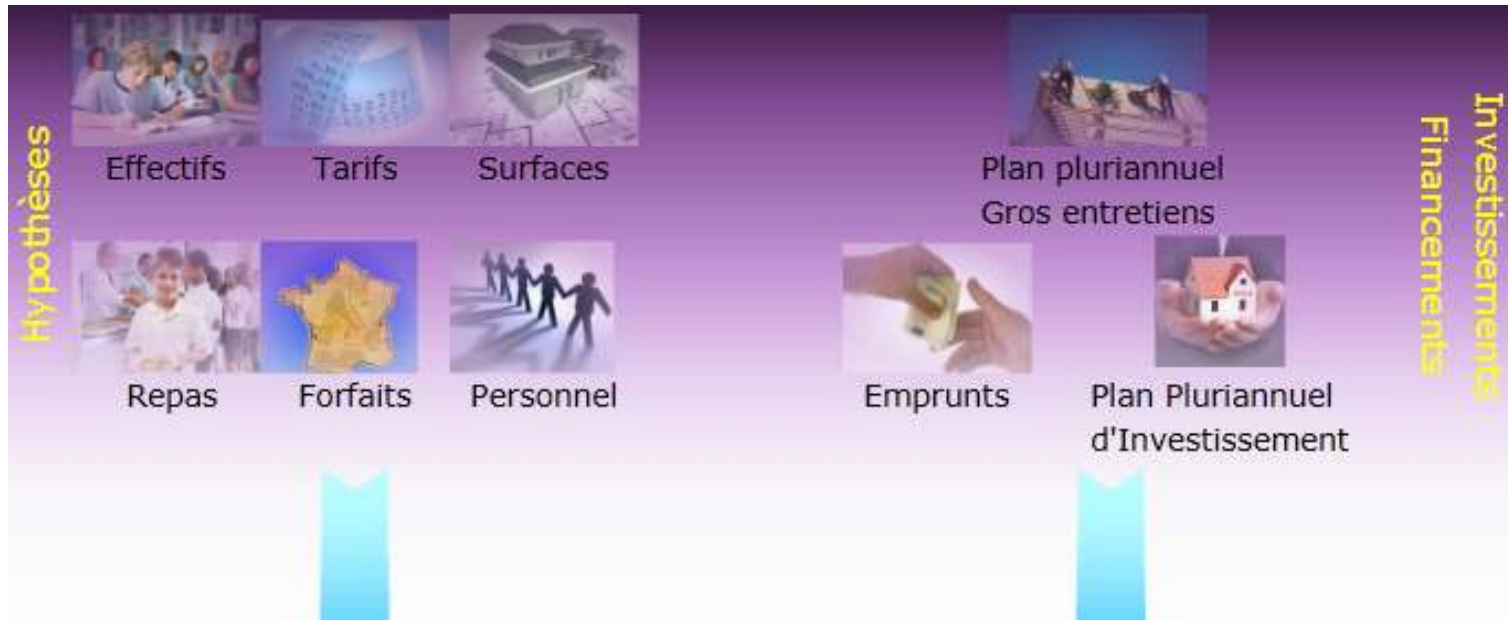 Hypothèses
Effectifs
Tarifs
Surfaces
Repas
Forfaits
Personnel
Plan pluriannuel
Gros entretiens
Emprunts
Plan Pluriannuel
d'Investissement
Investissements
Financements